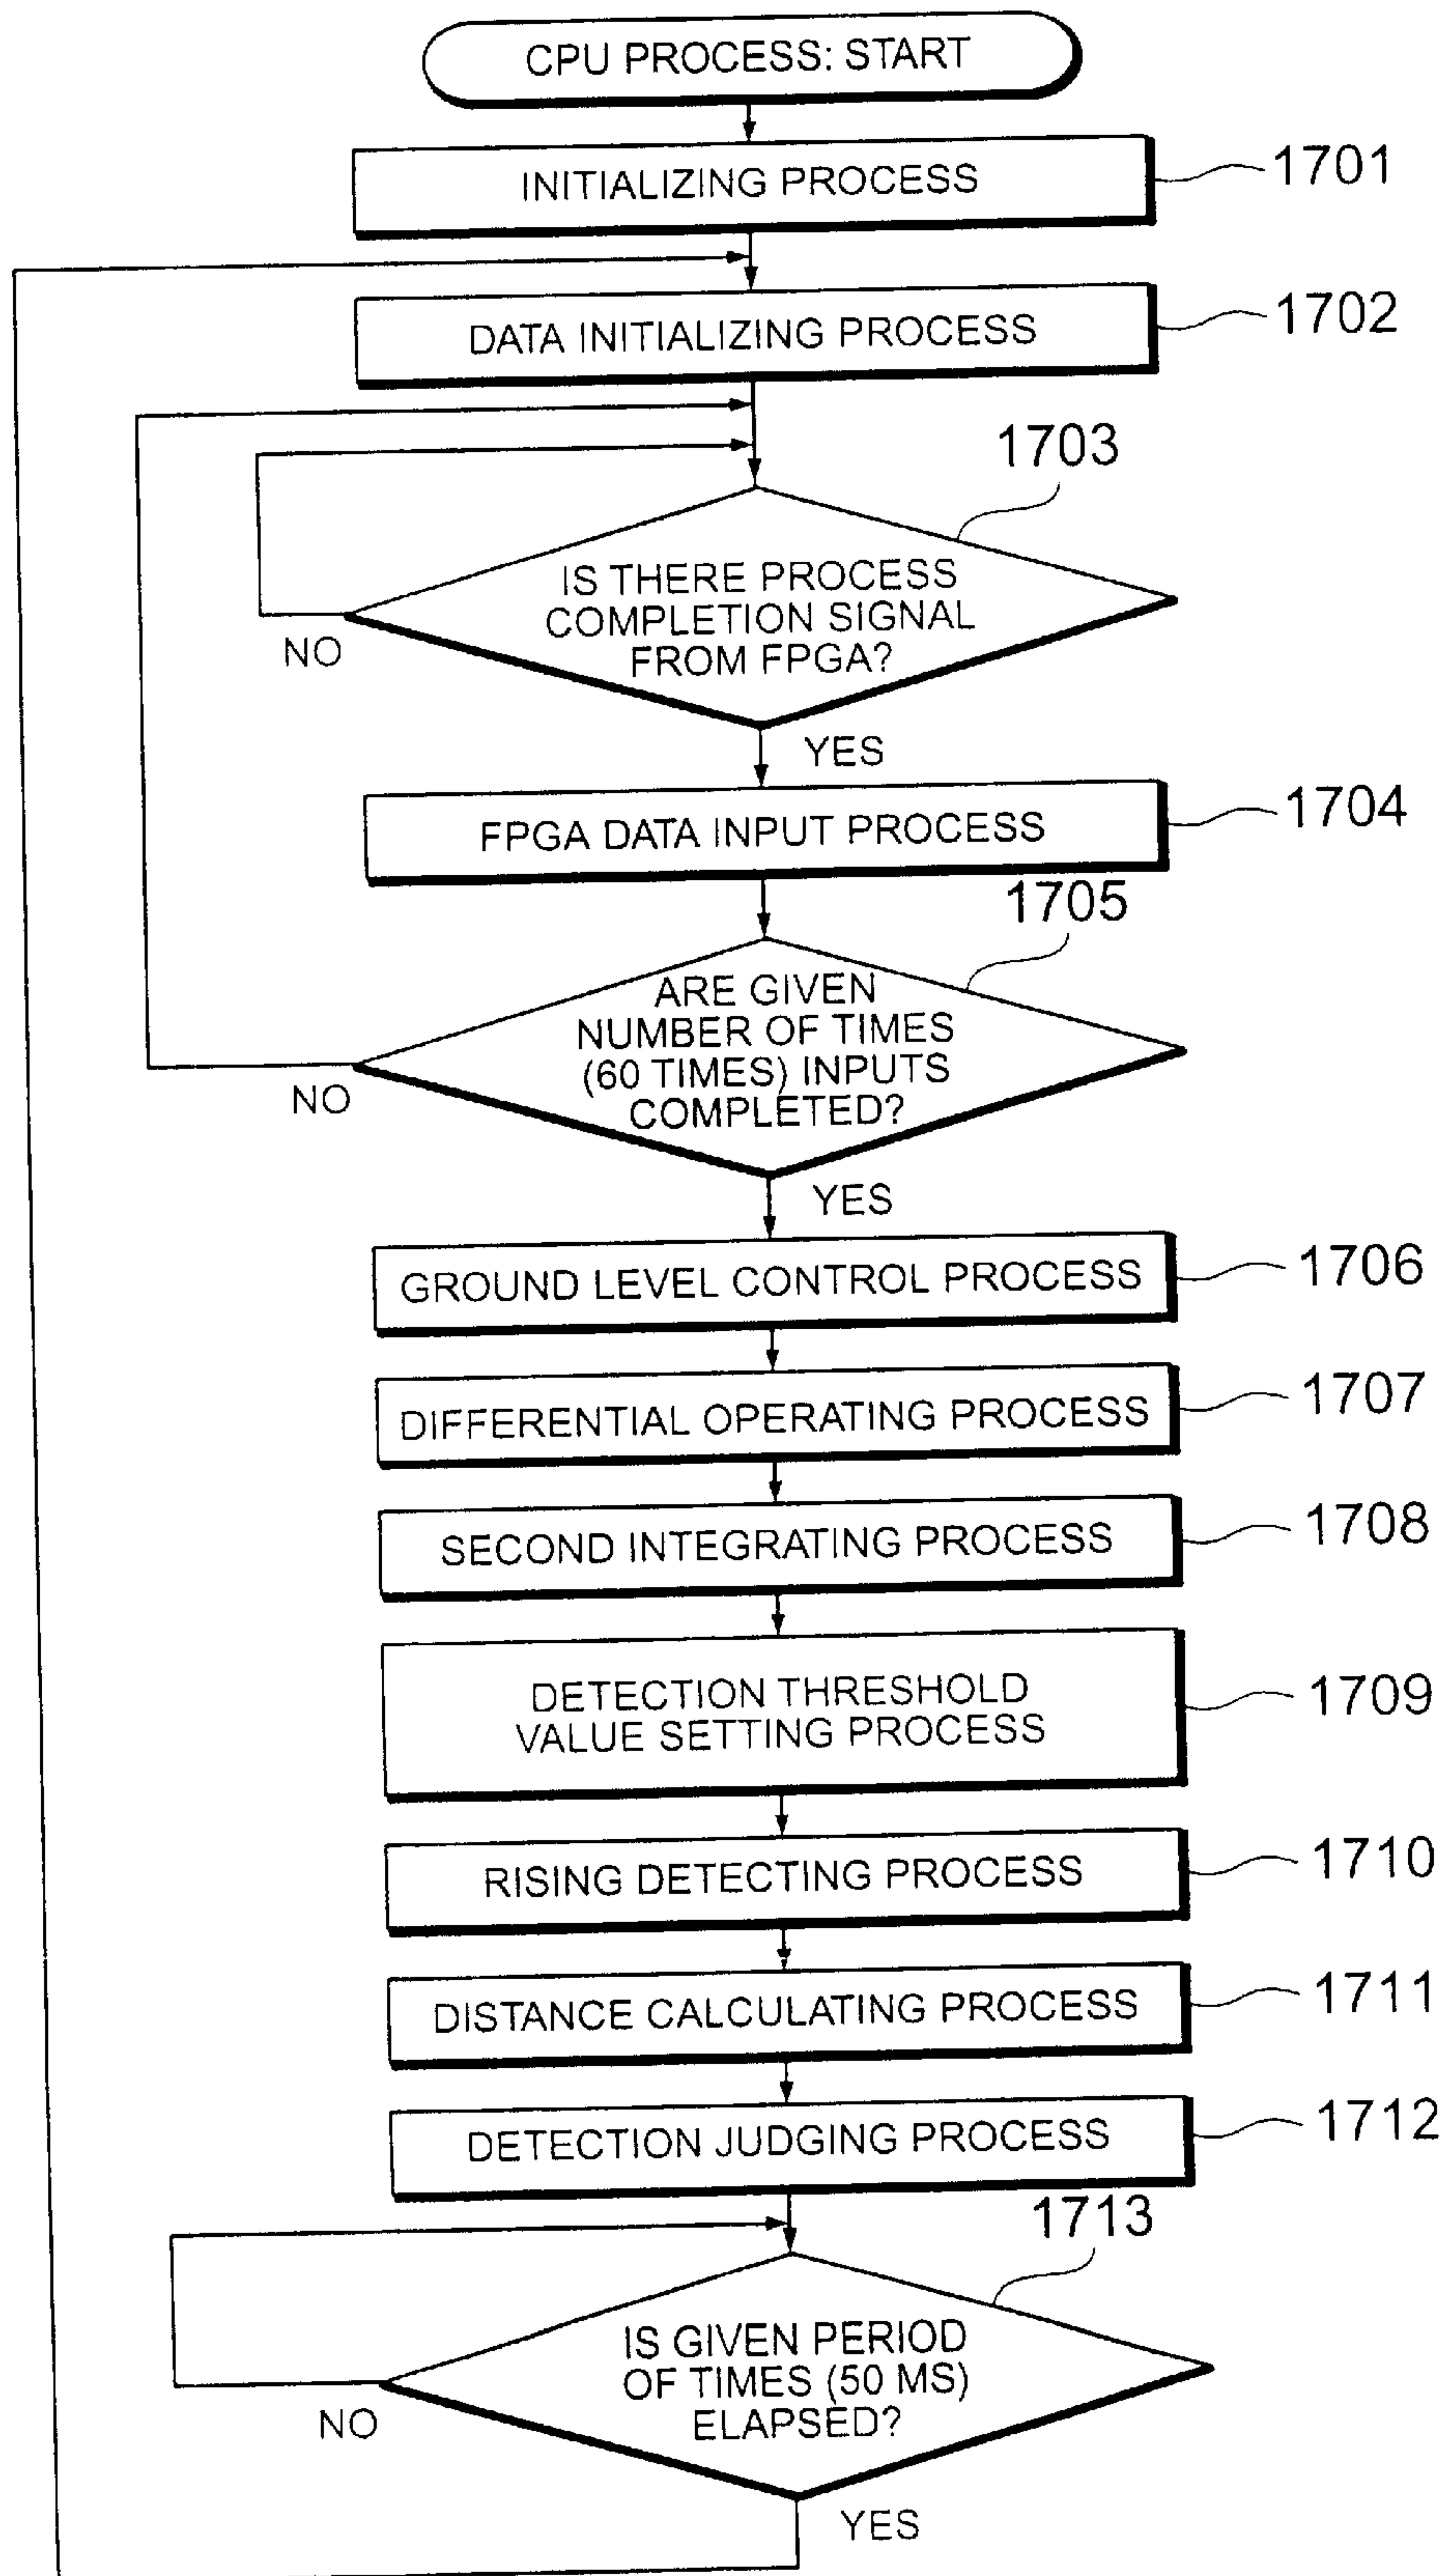 CPU PROCESS: START
INITIALIZING PROCESS
1701
DATA INITIALIZING PROCESS
1702
1703
IS THERE PROCESS
COMPLETION SIGNAL
FROM FPGA?
NO
YES
FPGA DATA INPUT PROCESS
1704
1705
ARE GIVEN
NUMBER OF TIMES
(60 TIMES) INPUTS
COMPLETED?
NO
YES
GROUND LEVEL CONTROL PROCESS
1706
DIFFERENTIAL OPERATING PROCESS
1707
SECOND INTEGRATING PROCESS
1708
DETECTION THRESHOLD
VALUE SETTING PROCESS
1709
RISING DETECTING PROCESS
1710
DISTANCE CALCULATING PROCESS
1711
DETECTION JUDGING PROCESS
1712
1713
IS GIVEN PERIOD
OF TIMES (50 MS)
ELAPSED?
NO
YES